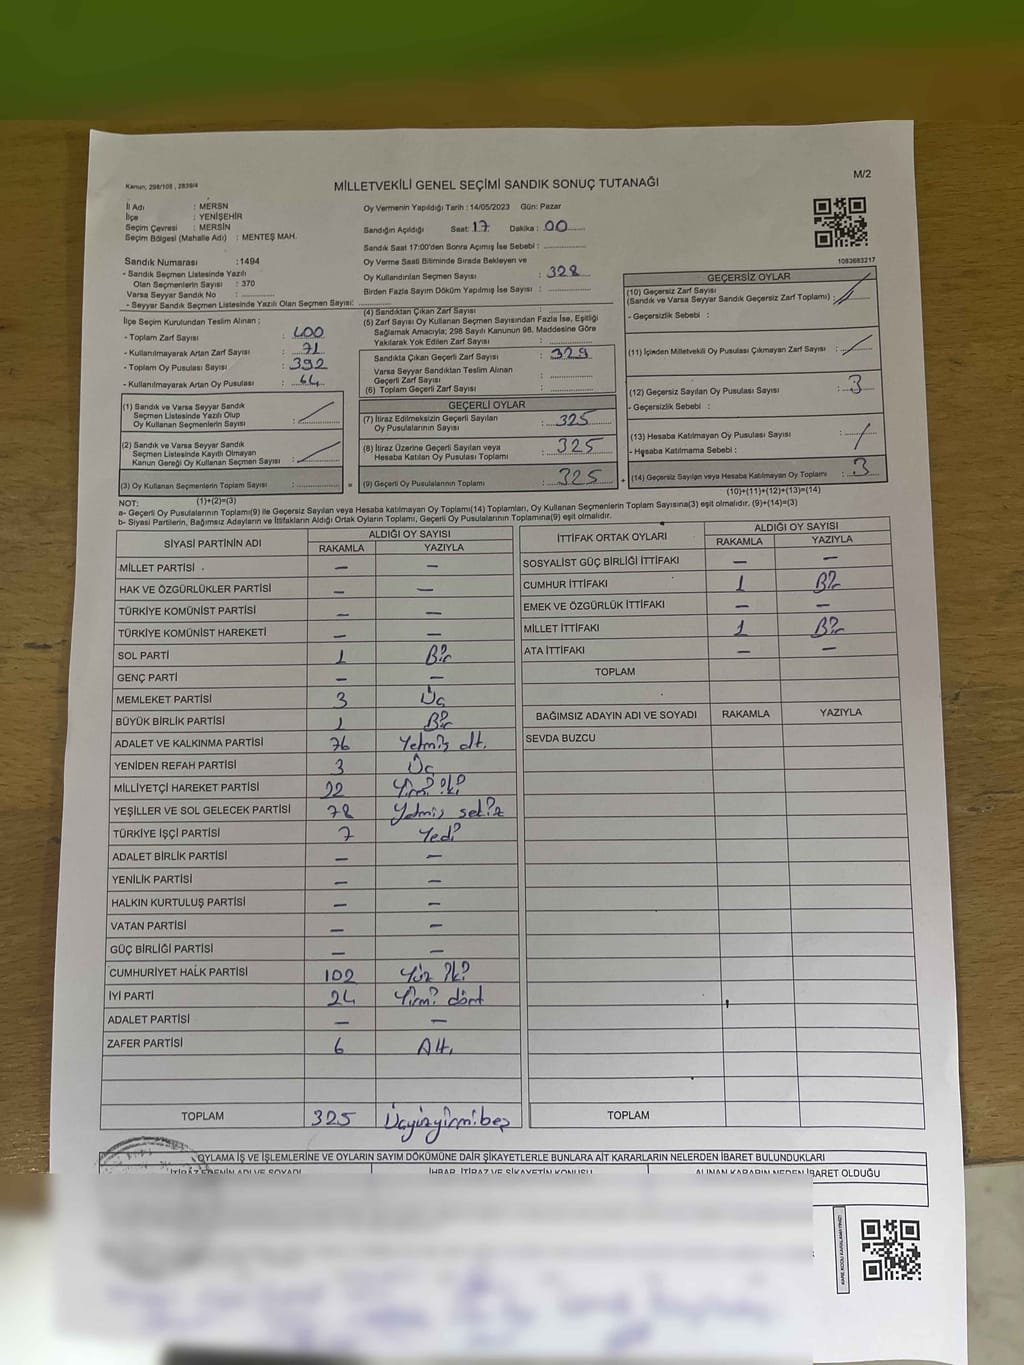 Kanun; 298/108 , 2839/4
MİLLETVEKİLİ GENEL SEÇİMİ SANDIK SONUÇ TUTANAĞI
M/2
İl Adı : MERSN
İlçe : YENİŞEHİR
Seçim Çevresi : MERSİN
Seçim Bölgesi (Mahalle Adı) : MENTEŞ MAH.
Sandık Numarası :1494
- Sandık Seçmen Listesinde Yazılı
Olan Seçmenlerin Sayısı : 370
Varsa Seyyar Sandık No :
- Seyyar Sandık Seçmen Listesinde Yazılı Olan Seçmen Sayısı:
Oy Vermenin Yapıldığı Tarih : 14/05/2023 Gün: Pazar
Sandığın Açıldığı Saat: 17 Dakika : 00
Sandık Saat 17:00'den Sonra Açımış İse Sebebi :
Oy Verme Saati Bitiminde Sırada Bekleyen ve
Oy Kullandırılan Seçmen Sayısı : 328
Birden Fazla Sayım Döküm Yapılmış İse Sayısı :
1083683217
İlçe Seçim Kurulundan Teslim Alınan ;
- Toplam Zarf Sayısı : 400
- Kullanılmayarak Artan Zarf Sayısı : 71
- Toplam Oy Pusulası Sayısı : 392
- Kullanılmayarak Artan Oy Pusulası : 64
(1) Sandık ve Varsa Seyyar Sandık
Seçmen Listesinde Yazılı Olup
Oy Kullanan Seçmenlerin Sayısı :
(2) Sandık ve Varsa Seyyar Sandık
Seçmen Listesinde Kayıtlı Olmayan
Kanun Gereği Oy Kullanan Seçmen Sayısı :
(3) Oy Kullanan Seçmenlerin Toplam Sayısı : =
(1)+(2)=(3)
(4) Sandıktan Çıkan Zarf Sayısı :
(5) Zarf Sayısı Oy Kullanan Seçmen Sayısından Fazla İse, Eşitliği
Sağlamak Amacıyla; 298 Sayılı Kanunun 98. Maddesine Göre
Yakılarak Yok Edilen Zarf Sayısı :
Sandıkta Çıkan Geçerli Zarf Sayısı : 329
Varsa Seyyar Sandıktan Teslim Alınan
Geçerli Zarf Sayısı :
(6) Toplam Geçerli Zarf Sayısı :
GEÇERLİ OYLAR
(7) İtiraz Edilmeksizin Geçerli Sayılan
Oy Pusulalarının Sayısı : 325
(8) İtiraz Üzerine Geçerli Sayılan veya
Hesaba Katılan Oy Pusulası Toplamı : 325
(9) Geçerli Oy Pusulalarının Toplamı : 325 +
GEÇERSİZ OYLAR
(10) Geçersiz Zarf Sayısı
(Sandık ve Varsa Seyyar Sandık Geçersiz Zarf Toplamı) :
- Geçersizlik Sebebi :
(11) İçinden Milletvekili Oy Pusulası Çıkmayan Zarf Sayısı :
(12) Geçersiz Sayılan Oy Pusulası Sayısı : 3
- Geçersizlik Sebebi :
(13) Hesaba Katılmayan Oy Pusulası Sayısı :
- Hesaba Katılmama Sebebi :
(14) Geçersiz Sayılan veya Hesaba Katılmayan Oy Toplamı : 3
(10)+(11)+(12)+(13)=(14)
NOT:
a- Geçerli Oy Pusulalarının Toplamı(9) ile Geçersiz Sayılan veya Hesaba katılmayan Oy Toplamı(14) Toplamları, Oy Kullanan Seçmenlerin Toplam Sayısına(3) eşit olmalıdır. (9)+(14)=(3)
b- Siyasi Partilerin, Bağımsız Adayların ve İttifakların Aldığı Ortak Oyların Toplamı, Geçerli Oy Pusulalarının Toplamına(9) eşit olmalıdır.
SİYASİ PARTİNİN ADI ALDIĞI OY SAYISI
RAKAMLA YAZIYLA
MİLLET PARTİSİ - -
HAK VE ÖZGÜRLÜKLER PARTİSİ - -
TÜRKİYE KOMÜNİST PARTİSİ - -
TÜRKİYE KOMÜNİST HAREKETİ - -
SOL PARTİ 1 Bir
GENÇ PARTİ - -
MEMLEKET PARTİSİ 3 Üç
BÜYÜK BİRLİK PARTİSİ 1 Bir
ADALET VE KALKINMA PARTİSİ 76 Yetmiş altı
YENİDEN REFAH PARTİSİ 3 Üç
MİLLİYETÇİ HAREKET PARTİSİ 22 Yirmi iki
YEŞİLLER VE SOL GELECEK PARTİSİ 78 Yetmiş sekiz
TÜRKİYE İŞÇİ PARTİSİ 7 Yedi
ADALET BİRLİK PARTİSİ - -
YENİLİK PARTİSİ - -
HALKIN KURTULUŞ PARTİSİ - -
VATAN PARTİSİ - -
GÜÇ BİRLİĞİ PARTİSİ - -
CUMHURİYET HALK PARTİSİ 102 Yüz iki
İYİ PARTİ 24 Yirmi dört
ADALET PARTİSİ - -
ZAFER PARTİSİ 6 Altı
TOPLAM 325 Üçyüzyirmibeş
İTTİFAK ORTAK OYLARI ALDIĞI OY SAYISI
RAKAMLA YAZIYLA
SOSYALİST GÜÇ BİRLİĞİ İTTİFAKI - -
CUMHUR İTTİFAKI 1 Bir
EMEK VE ÖZGÜRLÜK İTTİFAKI - -
MİLLET İTTİFAKI 1 Bir
ATA İTTİFAKI - -
TOPLAM
BAĞIMSIZ ADAYIN ADI VE SOYADI RAKAMLA YAZIYLA
SEVDA BUZCU
TOPLAM
OYLAMA İŞ VE İŞLEMLERİNE VE OYLARIN SAYIM DÖKÜMÜNE DAİR ŞİKAYETLERLE BUNLARA AİT KARARLARIN NELERDEN İBARET BULUNDUKLARI
İTİRAZ EDENİN ADI VE SOYADI İHBAR, İTİRAZ VE ŞİKAYETİN KONUSU ALINAN KARARIN NEDEN İBARET OLDUĞU